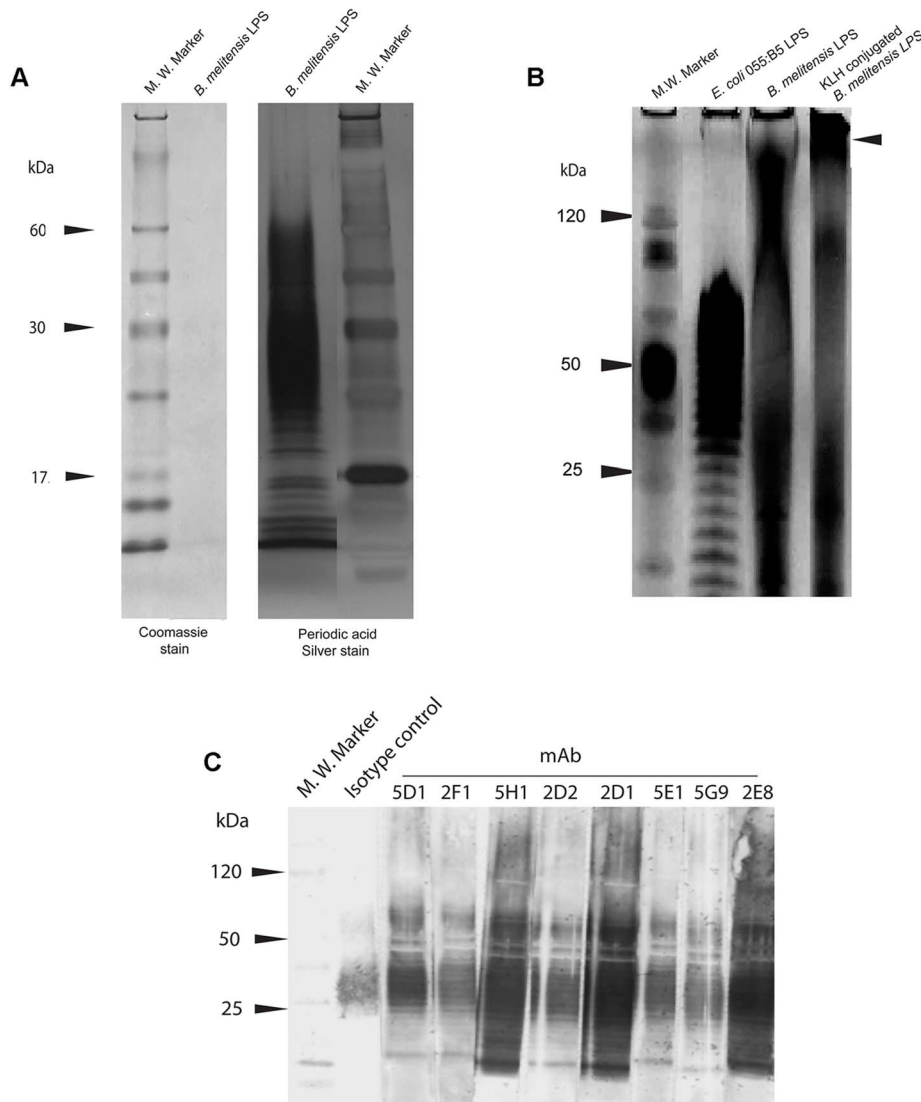 A
M. W. Marker
B. melitensis LPS
B. melitensis LPS
M. W. Marker
kDa
60
30
17
Coomassie
stain
Periodic acid
Silver stain
B
M.W. Marker
E. coli 055:B5 LPS
B. melitensis LPS
KLH conjugated
B. melitensis LPS
kDa
120
50
25
C
M. W. Marker
Isotype control
mAb
5D1 2F1 5H1 2D2 2D1 5E1 5G9 2E8
kDa
120
50
25